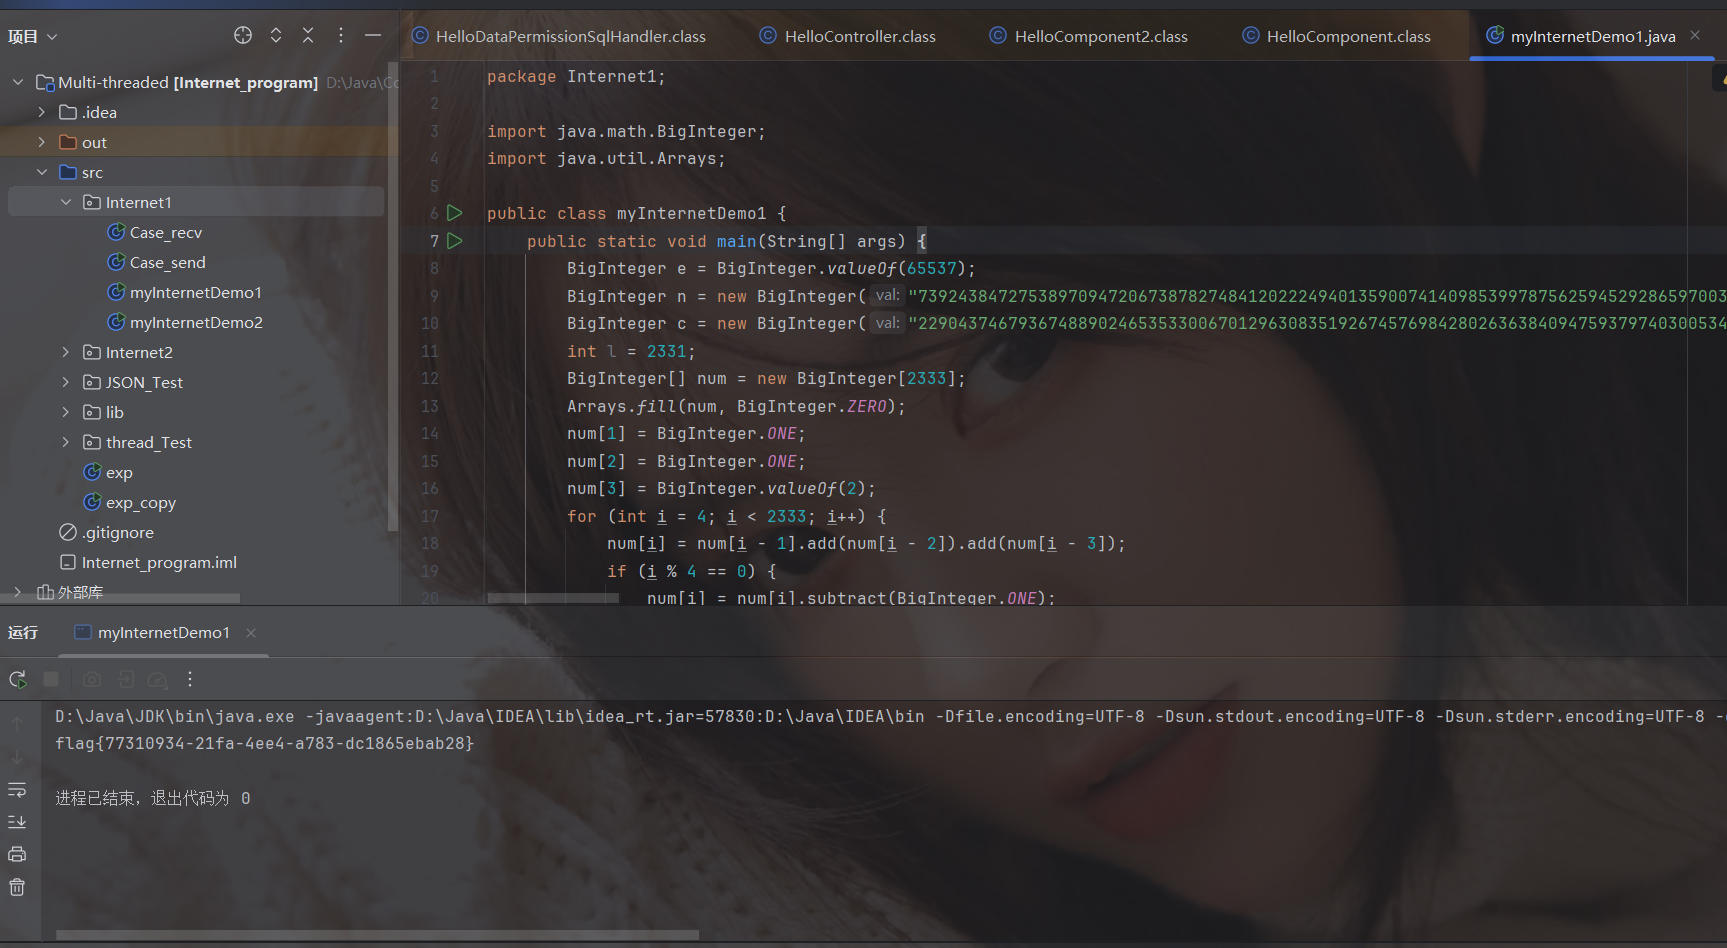 项目
HelloDataPermissionSqlHandler.class
HelloController.class
HelloComponent2.class
HelloComponent.class
myInternetDemo1.java
Multi-threaded [Internet_program] D:\Java\Co
.idea
out
src
Internet1
Case_recv
Case_send
myInternetDemo1
myInternetDemo2
Internet2
JSON_Test
lib
thread_Test
exp
exp_copy
.gitignore
Internet_program.iml
外部库
1 package Internet1;
2
3 import java.math.BigInteger;
4 import java.util.Arrays;
5
6 public class myInternetDemo1 {
7 public static void main(String[] args) {
8 BigInteger e = BigInteger.valueOf(65537);
9 BigInteger n = new BigInteger( val: "739243847275389709472067387827484120222494013590074140985399787562594529286597003
10 BigInteger c = new BigInteger( val: "229043746793674889024653533006701296308351926745769842802636384094759379740300534
11 int l = 2331;
12 BigInteger[] num = new BigInteger[2333];
13 Arrays.fill(num, BigInteger.ZERO);
14 num[1] = BigInteger.ONE;
15 num[2] = BigInteger.ONE;
16 num[3] = BigInteger.valueOf(2);
17 for (int i = 4; i < 2333; i++) {
18 num[i] = num[i - 1].add(num[i - 2]).add(num[i - 3]);
19 if (i % 4 == 0) {
20 num[i] = num[i].subtract(BigInteger.ONE);
运行
myInternetDemo1
D:\Java\JDK\bin\java.exe -javaagent:D:\Java\IDEA\lib\idea_rt.jar=57830:D:\Java\IDEA\bin -Dfile.encoding=UTF-8 -Dsun.stdout.encoding=UTF-8 -Dsun.stderr.encoding=UTF-8 -
flag{77310934-21fa-4ee4-a783-dc1865ebab28}
进程已结束，退出代码为 0